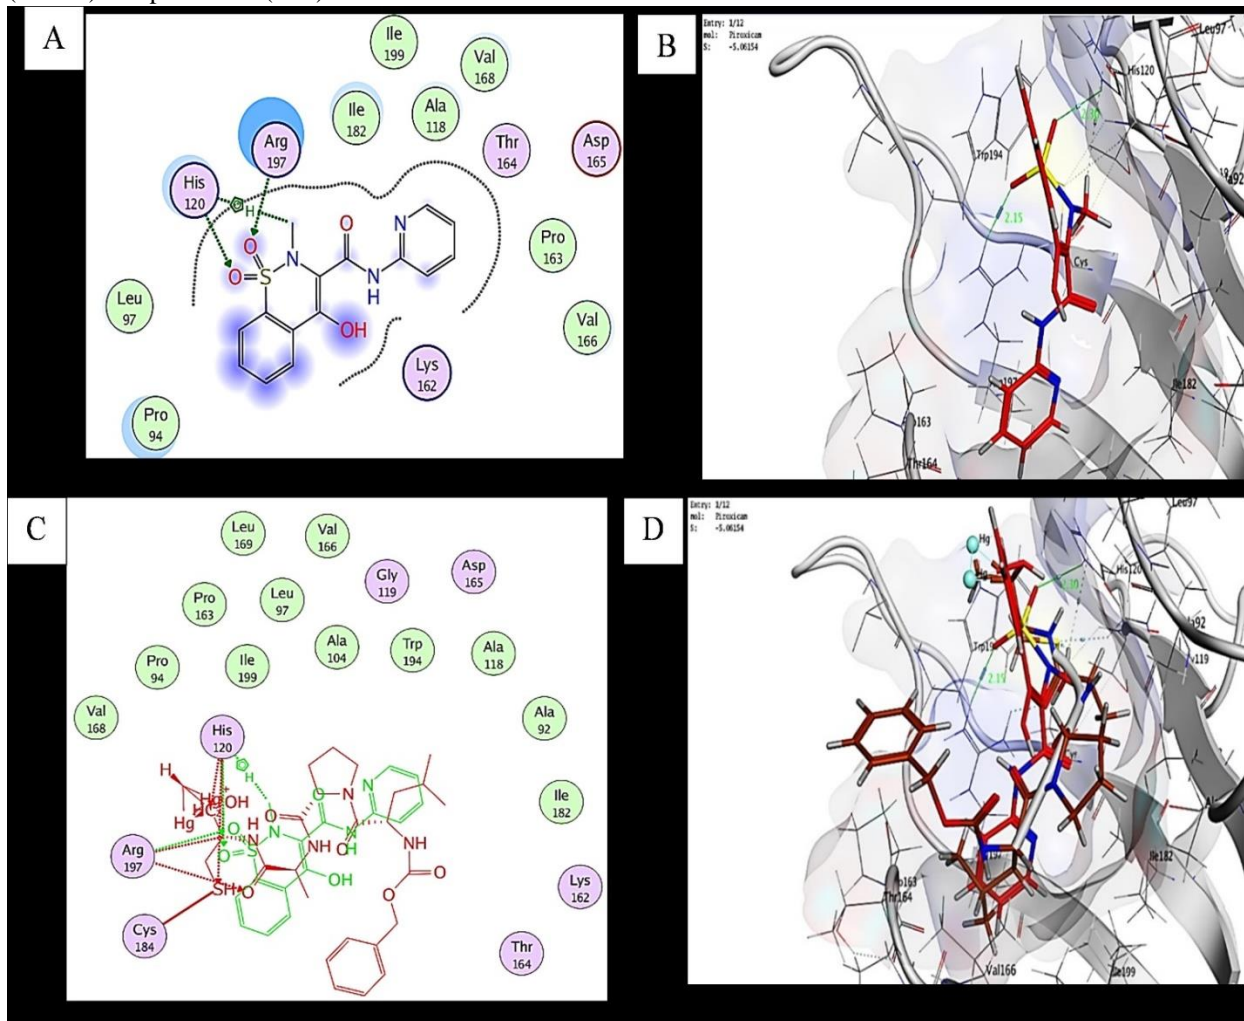 A
Ile
199
Val
168
Ile
182
Ala
118
Arg
197
Thr
164
Asp
165
His
120
H
O
O
S
N
O
N
N
H
OH
Pro
163
Leu
97
Val
166
Lys
162
Pro
94
B
Entry: 1/12
mol: Piroxicam
S: -5.06154
Leu97
His120
Trp194
2.15
Cys
Ile182
Thr164
C
Leu
169
Val
166
Gly
119
Asp
165
Pro
163
Leu
97
Pro
94
Ile
199
Ala
104
Trp
194
Ala
118
Val
168
His
120
Ala
92
H
H
Hg
OH
Hg
Ile
182
Arg
197
O
O
S
N
H
N
O
O
N
N
NH
O
N
H
NH
O
SH
O
OH
O
Lys
162
Cys
184
Thr
164
D
Entry: 1/12
mol: Piroxicam
S: -5.06154
Hg
Leu97
His120
Ile182
Thr164
Val166